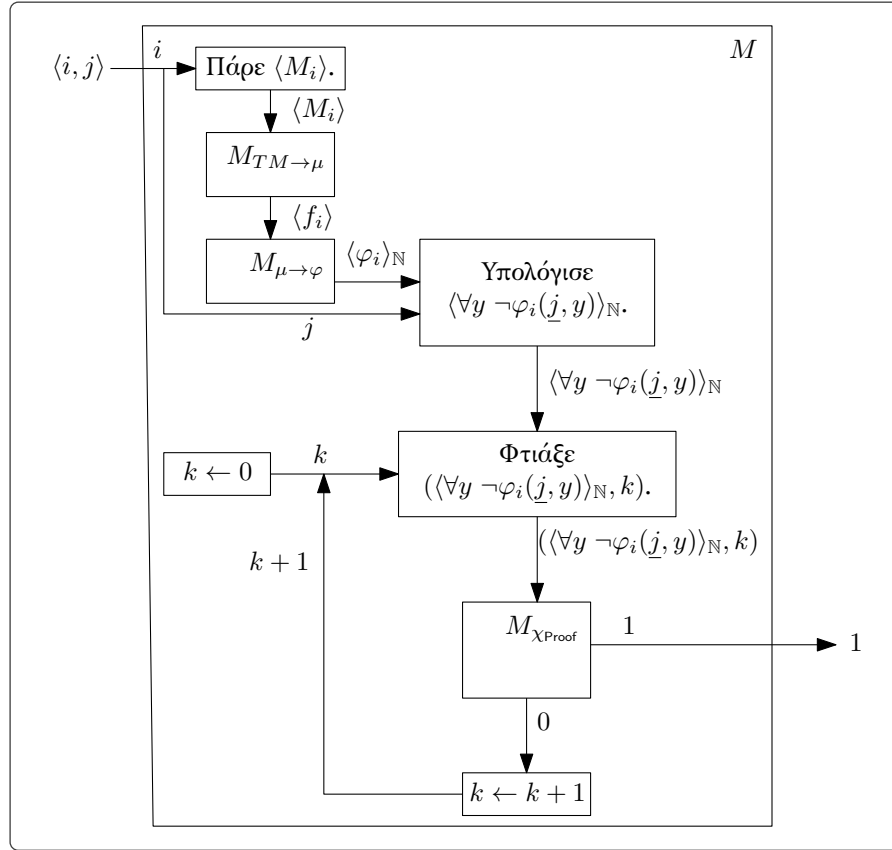 i
M
⟨i, j⟩
Πάρε ⟨M_i⟩.
⟨M_i⟩
M_{TM→μ}
⟨f_i⟩
M_{μ→φ}
⟨φ_i⟩_ℕ
Υπολόγισε
⟨∀y ¬φ_i(j̲, y)⟩_ℕ.
j
⟨∀y ¬φ_i(j̲, y)⟩_ℕ
k ← 0
k
Φτιάξε
(⟨∀y ¬φ_i(j̲, y)⟩_ℕ, k).
(⟨∀y ¬φ_i(j̲, y)⟩_ℕ, k)
k + 1
M_{χ_Proof}
1
1
0
k ← k + 1